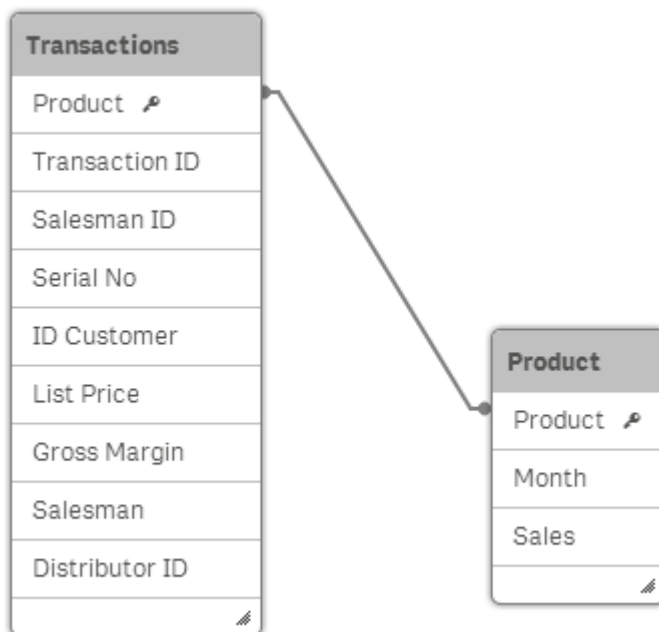 Transactions
Product
Transaction ID
Salesman ID
Serial No
ID Customer
List Price
Gross Margin
Salesman
Distributor ID
Product
Product
Month
Sales